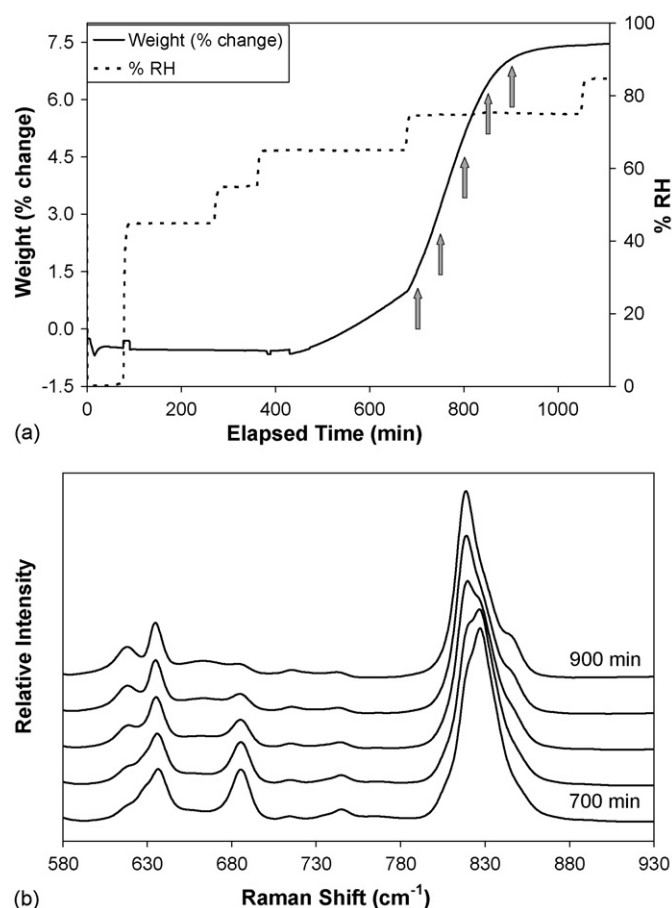 (a)
Weight (% change)
% RH
Weight (% change)
7.5
6.0
4.5
3.0
1.5
0.0
-1.5
100
80
60
40
20
0
% RH
0
200
400
600
800
1000
Elapsed Time (min)
(b)
Relative Intensity
900 min
700 min
580
630
680
730
780
830
880
930
Raman Shift (cm⁻¹)